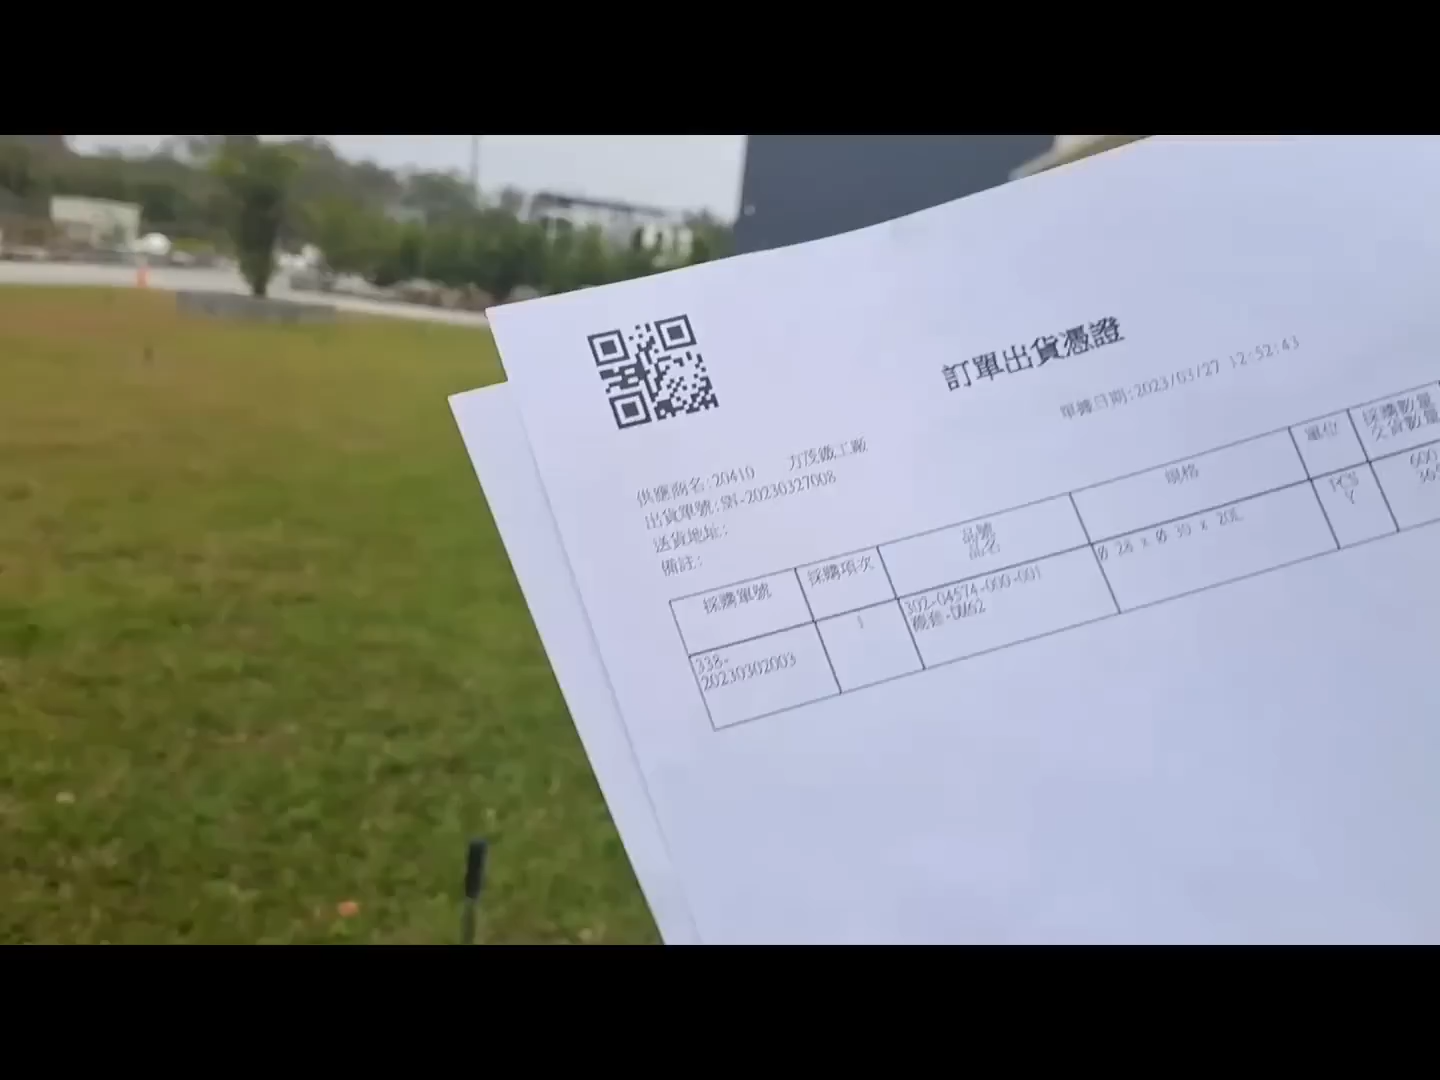 訂單出貨憑證
單據日期:2023/03/27 12:52:43
供應商名:20410 力茂鐵工廠
出貨單號:SN-20230327008
送貨地址:
備註:
採購單號 採購項次 品號 規格 單位 採購數量
品名 交貨數量
338- 1 302-04574-000-001 PCS 600
20230302003 Y